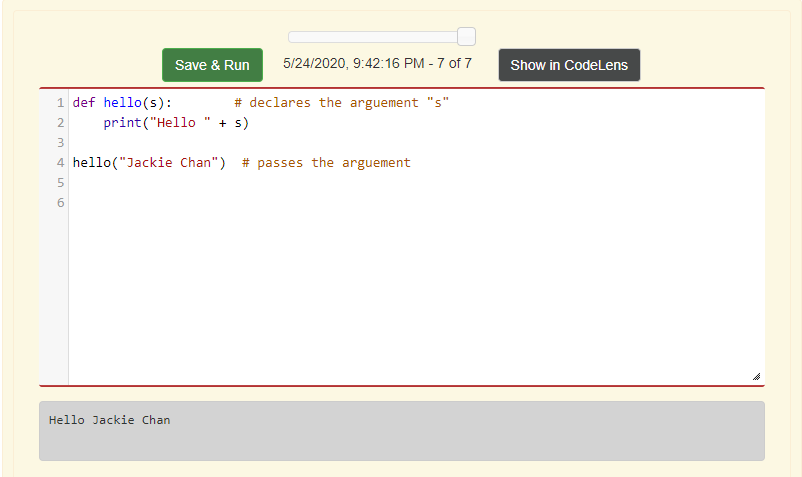 Save & Run 5/24/2020, 9:42:16 PM - 7 of 7 Show in CodeLens
1 def hello(s):        # declares the arguement "s"
2     print("Hello " + s)
3
4 hello("Jackie Chan")  # passes the arguement
5
6
Hello Jackie Chan